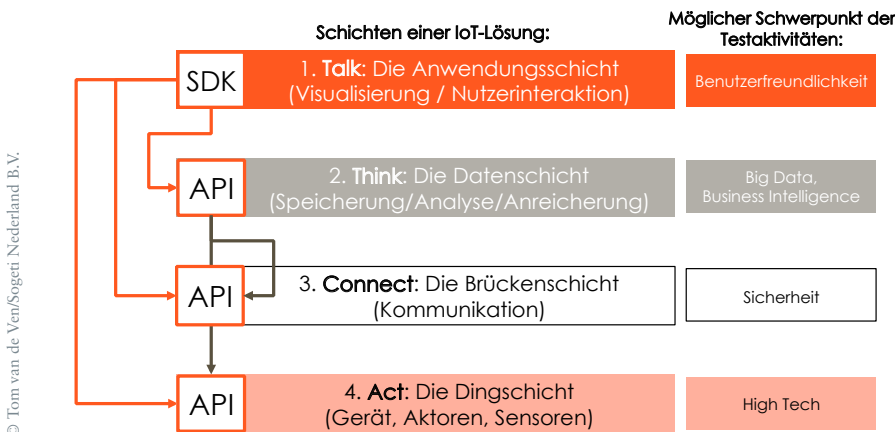 Schichten einer IoT-Lösung:
Möglicher Schwerpunkt der
Testaktivitäten:
SDK
1. Talk: Die Anwendungsschicht
(Visualisierung / Nutzerinteraktion)
Benutzerfreundlichkeit
API
2. Think: Die Datenschicht
(Speicherung/Analyse/Anreicherung)
Big Data,
Business Intelligence
API
3. Connect: Die Brückenschicht
(Kommunikation)
Sicherheit
API
4. Act: Die Dingschicht
(Gerät, Aktoren, Sensoren)
High Tech
© Tom van de Ven/Sogeti Nederland B.V.